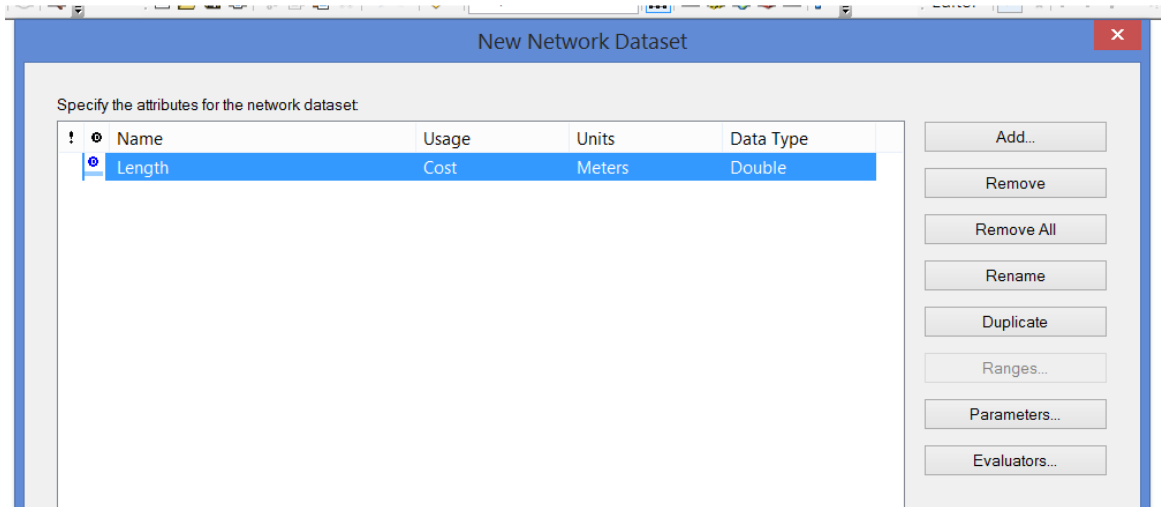 New Network Dataset
Specify the attributes for the network dataset:
! Name Usage Units Data Type
Length Cost Meters Double
Add...
Remove
Remove All
Rename
Duplicate
Ranges...
Parameters...
Evaluators...